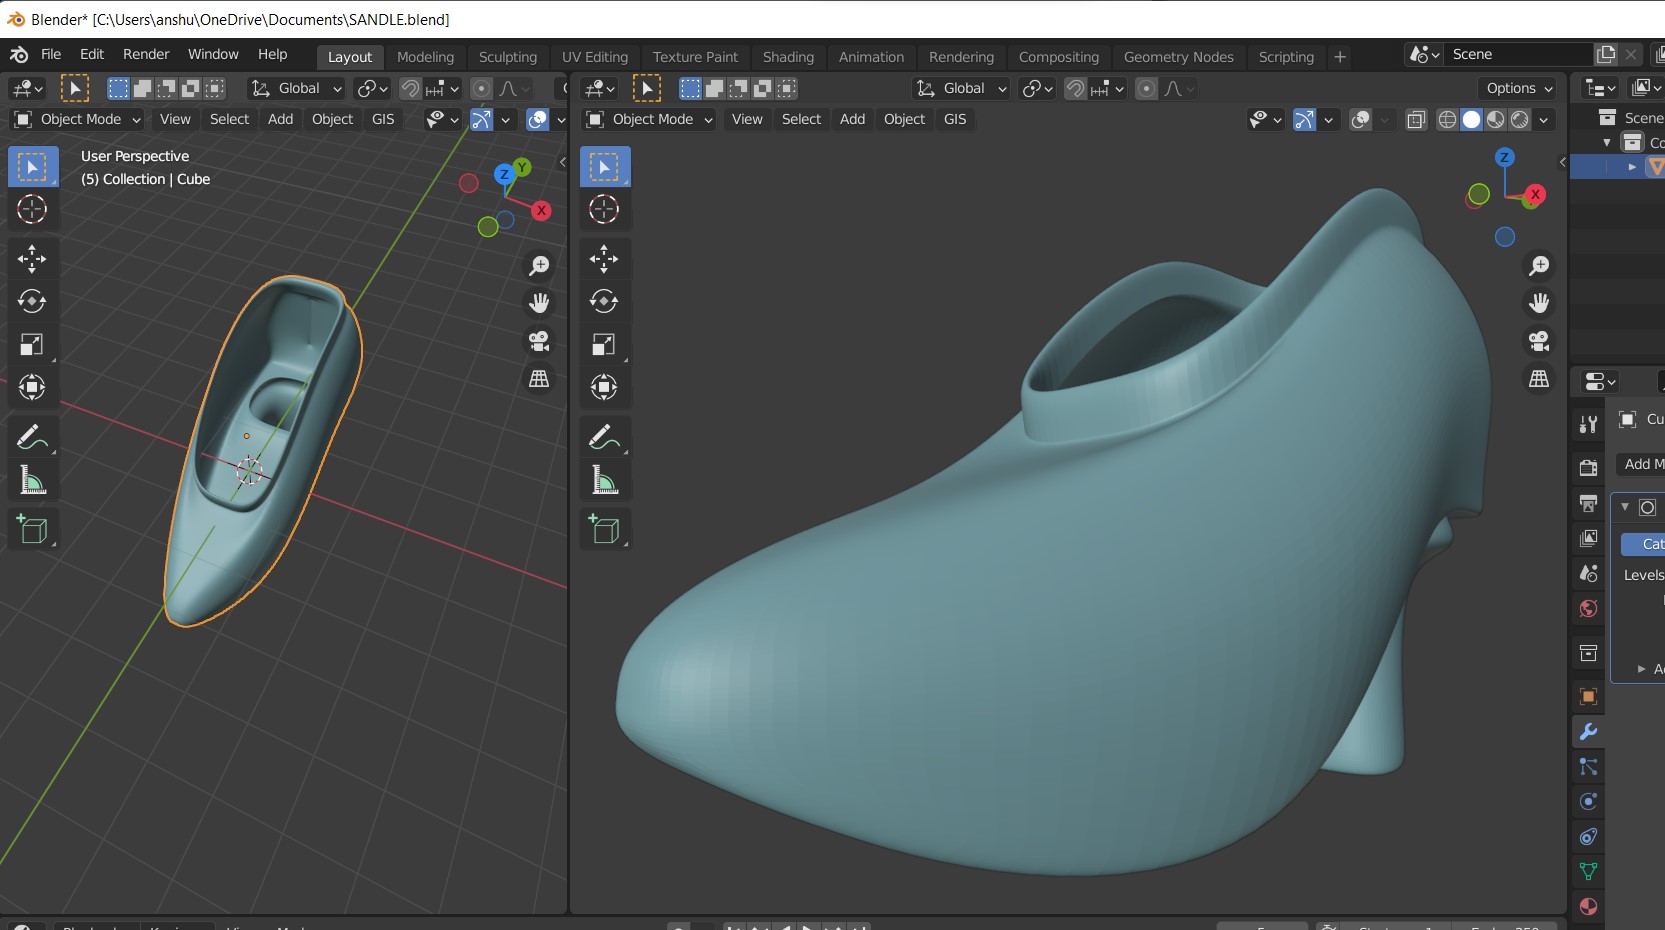 Blender* [C:\Users\anshu\OneDrive\Documents\SANDLE.blend]
File Edit Render Window Help Layout Modeling Sculpting UV Editing Texture Paint Shading Animation Rendering Compositing Geometry Nodes Scripting + Scene
Global Global Options
Object Mode View Select Add Object GIS Object Mode View Select Add Object GIS Scene
User Perspective
(5) Collection | Cube
Z Y X
Z X
Co
Cu
Add M
Cat
Levels